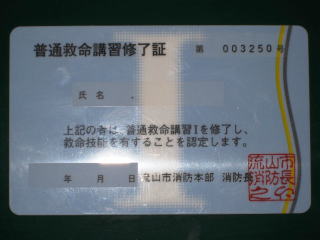 普通救命講習修了証 第 003250 号
氏名
上記の者は、普通救命講習Ⅰを修了し、
救命技能を有することを認定します。
年 月 日 流山市消防本部 消防長
流山市
消防長
之印